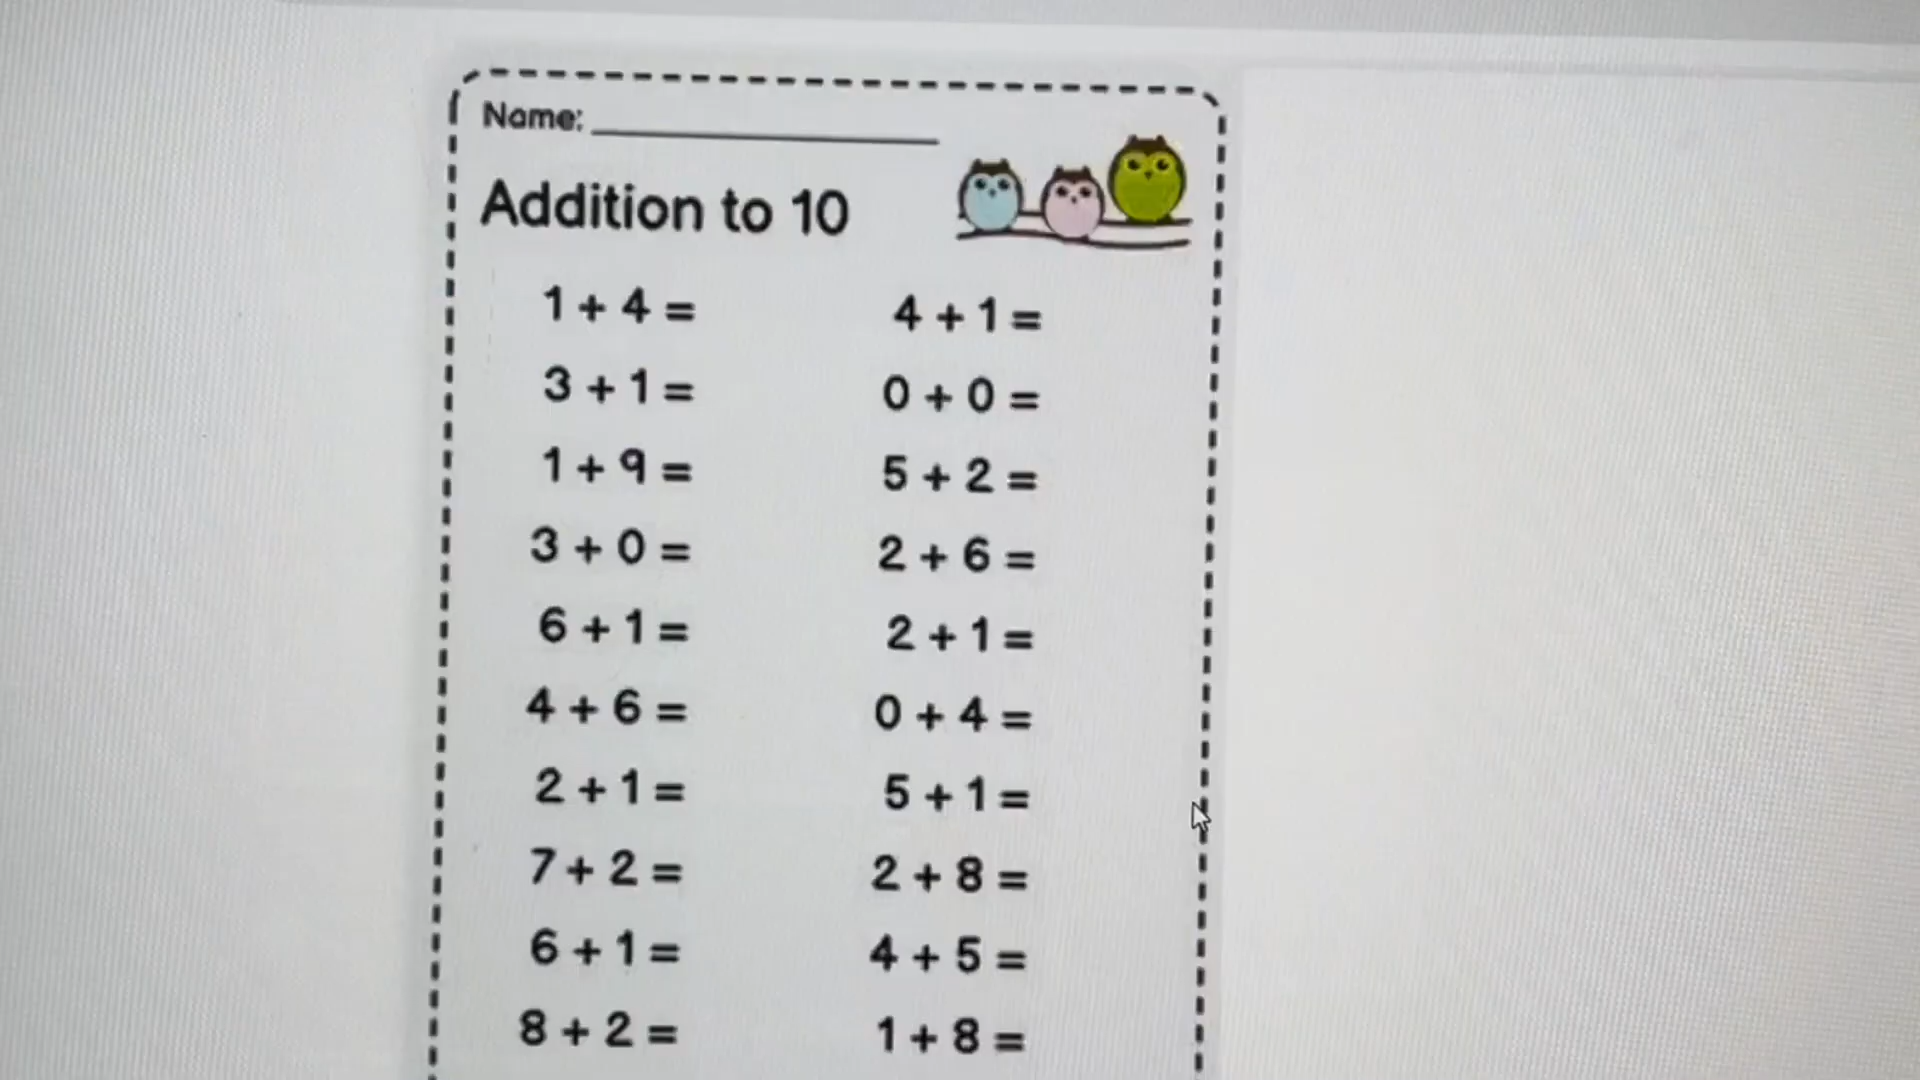 Name:
Addition to 10
1 + 4 =
4 + 1 =
3 + 1 =
0 + 0 =
1 + 9 =
5 + 2 =
3 + 0 =
2 + 6 =
6 + 1 =
2 + 1 =
4 + 6 =
0 + 4 =
2 + 1 =
5 + 1 =
7 + 2 =
2 + 8 =
6 + 1 =
4 + 5 =
8 + 2 =
1 + 8 =